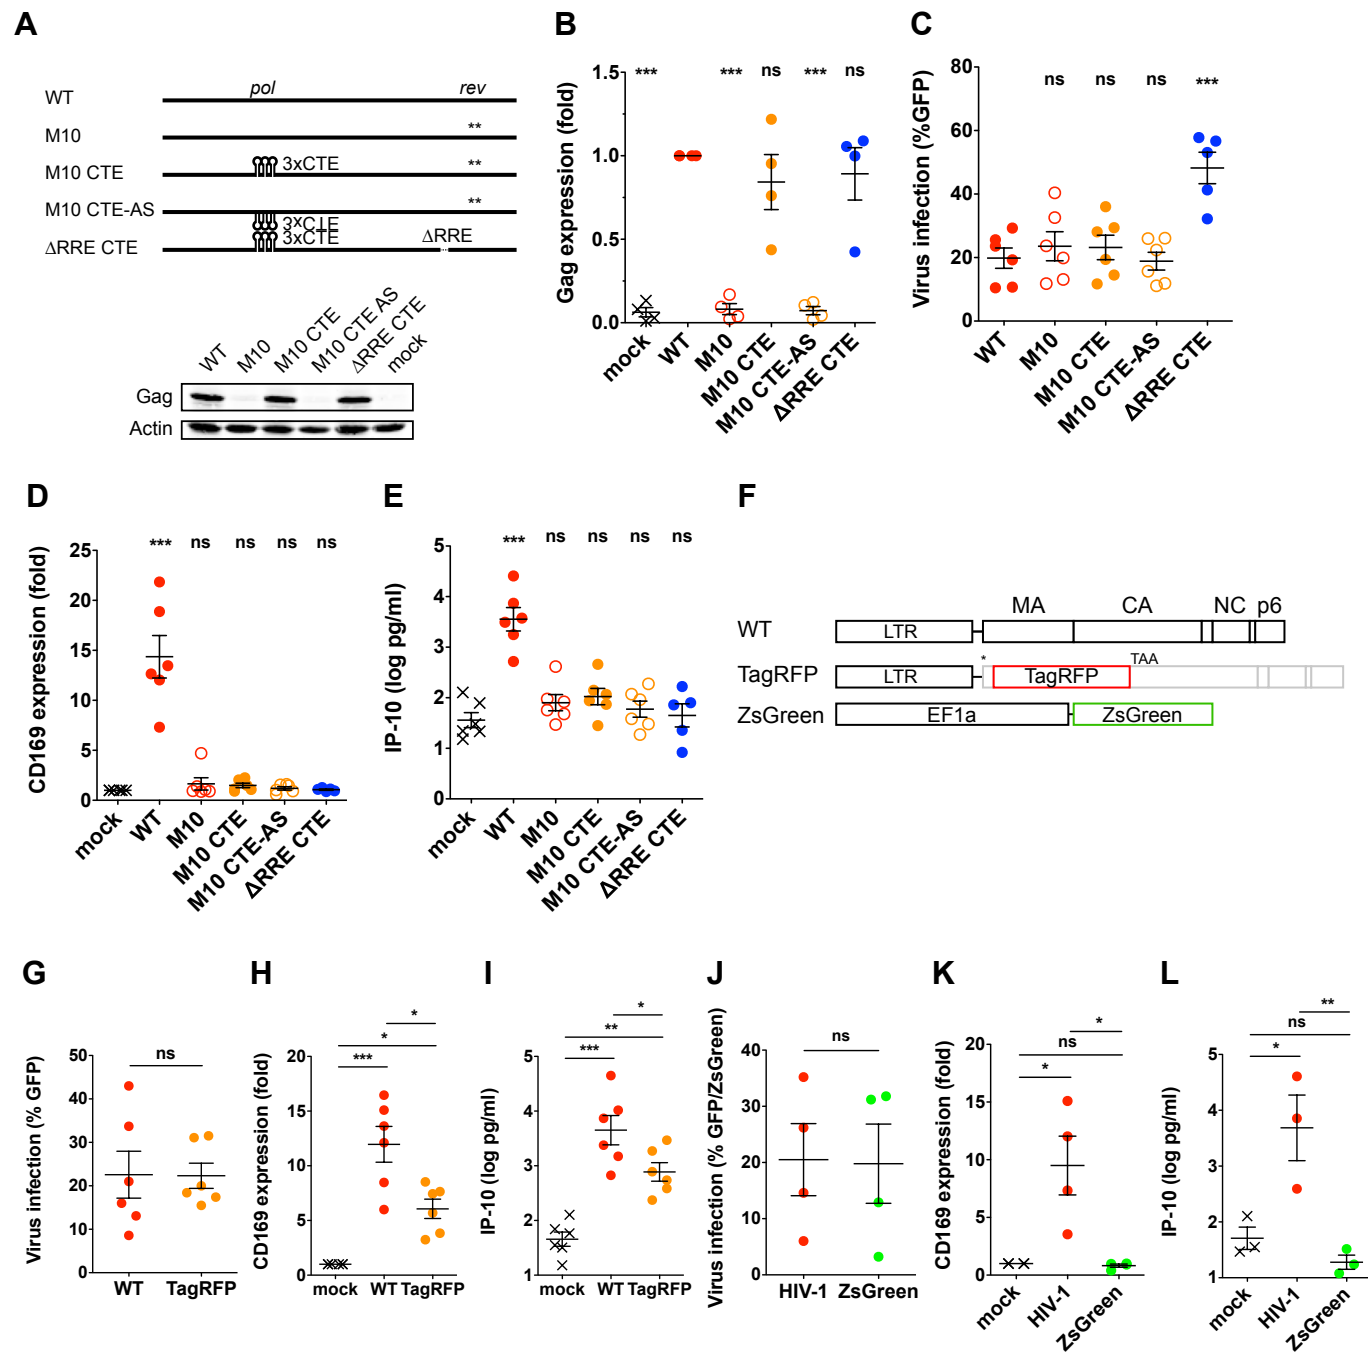 A
WT
pol
rev
M10
**
M10 CTE
3xCTE
**
M10 CTE-AS
**
3xCTE
3xCTE
ΔRRE CTE
ΔRRE
WT
M10
M10 CTE
M10 CTE AS
ΔRRE CTE
mock
Gag
Actin
B
Gag expression (fold)
*** *** ns *** ns
1.5
1.0
0.5
0.0
mock
WT
M10
M10 CTE
M10 CTE-AS
ΔRRE CTE
C
Virus infection (%GFP)
ns ns ns ***
80
60
40
20
0
WT
M10
M10 CTE
M10 CTE-AS
ΔRRE CTE
D
CD169 expression (fold)
*** ns ns ns ns
25
20
15
10
5
0
mock
WT
M10
M10 CTE
M10 CTE-AS
ΔRRE CTE
E
IP-10 (log pg/ml)
*** ns ns ns ns
5
4
3
2
1
0
mock
WT
M10
M10 CTE
M10 CTE-AS
ΔRRE CTE
F
MA CA NC p6
WT
LTR
TagRFP
LTR
*
TagRFP
TAA
ZsGreen
EF1a
ZsGreen
G
Virus infection (% GFP)
ns
50
40
30
20
10
0
WT TagRFP
H
CD169 expression (fold)
*
*
***
20
15
10
5
0
mock WT TagRFP
I
IP-10 (log pg/ml)
*
**
***
5
4
3
2
1
mock WT TagRFP
J
Virus infection (% GFP/ZsGreen)
ns
40
30
20
10
0
HIV-1 ZsGreen
K
CD169 expression (fold)
*
ns
*
20
15
10
5
0
mock
HIV-1
ZsGreen
L
IP-10 (log pg/ml)
**
ns
*
5
4
3
2
1
mock
HIV-1
ZsGreen